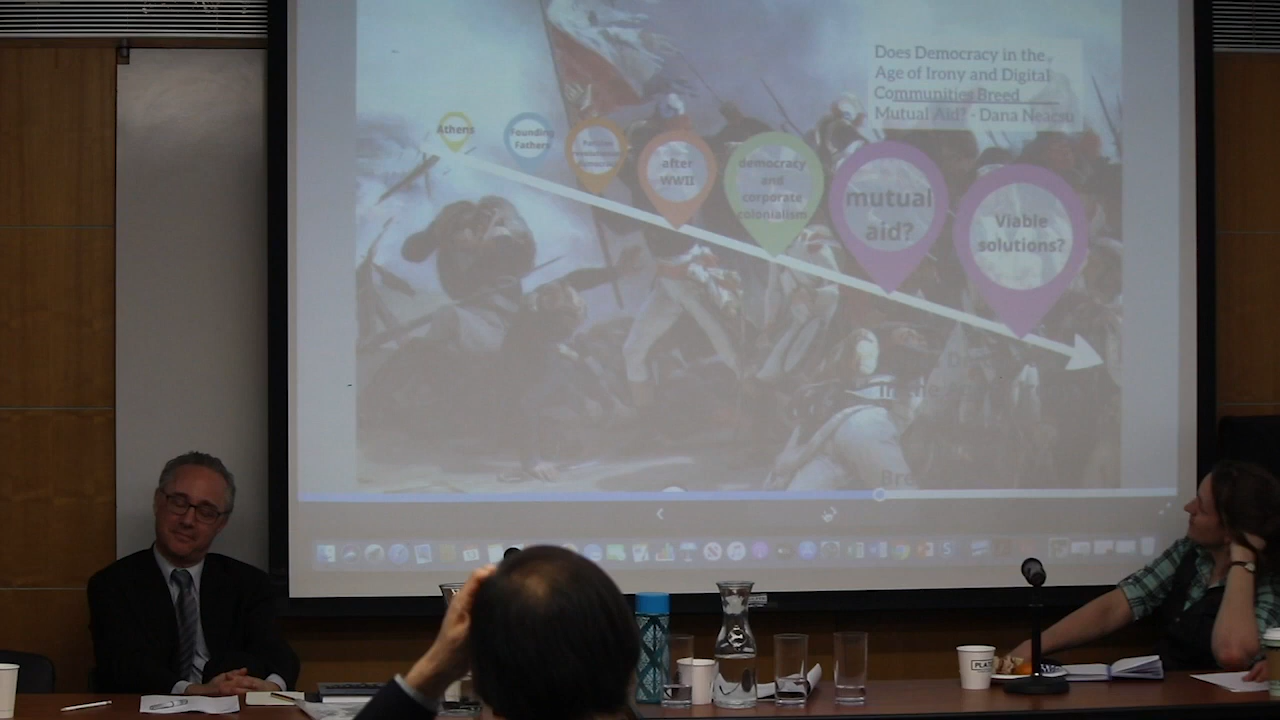 Does Democracy in the
Age of Irony and Digital
Communities Breed
Mutual Aid? - Dana Neacsu
Athens
Founding
Fathers
after
WWII
democracy
and
corporate
colonialism
mutual
aid?
Viable
solutions?
Bre